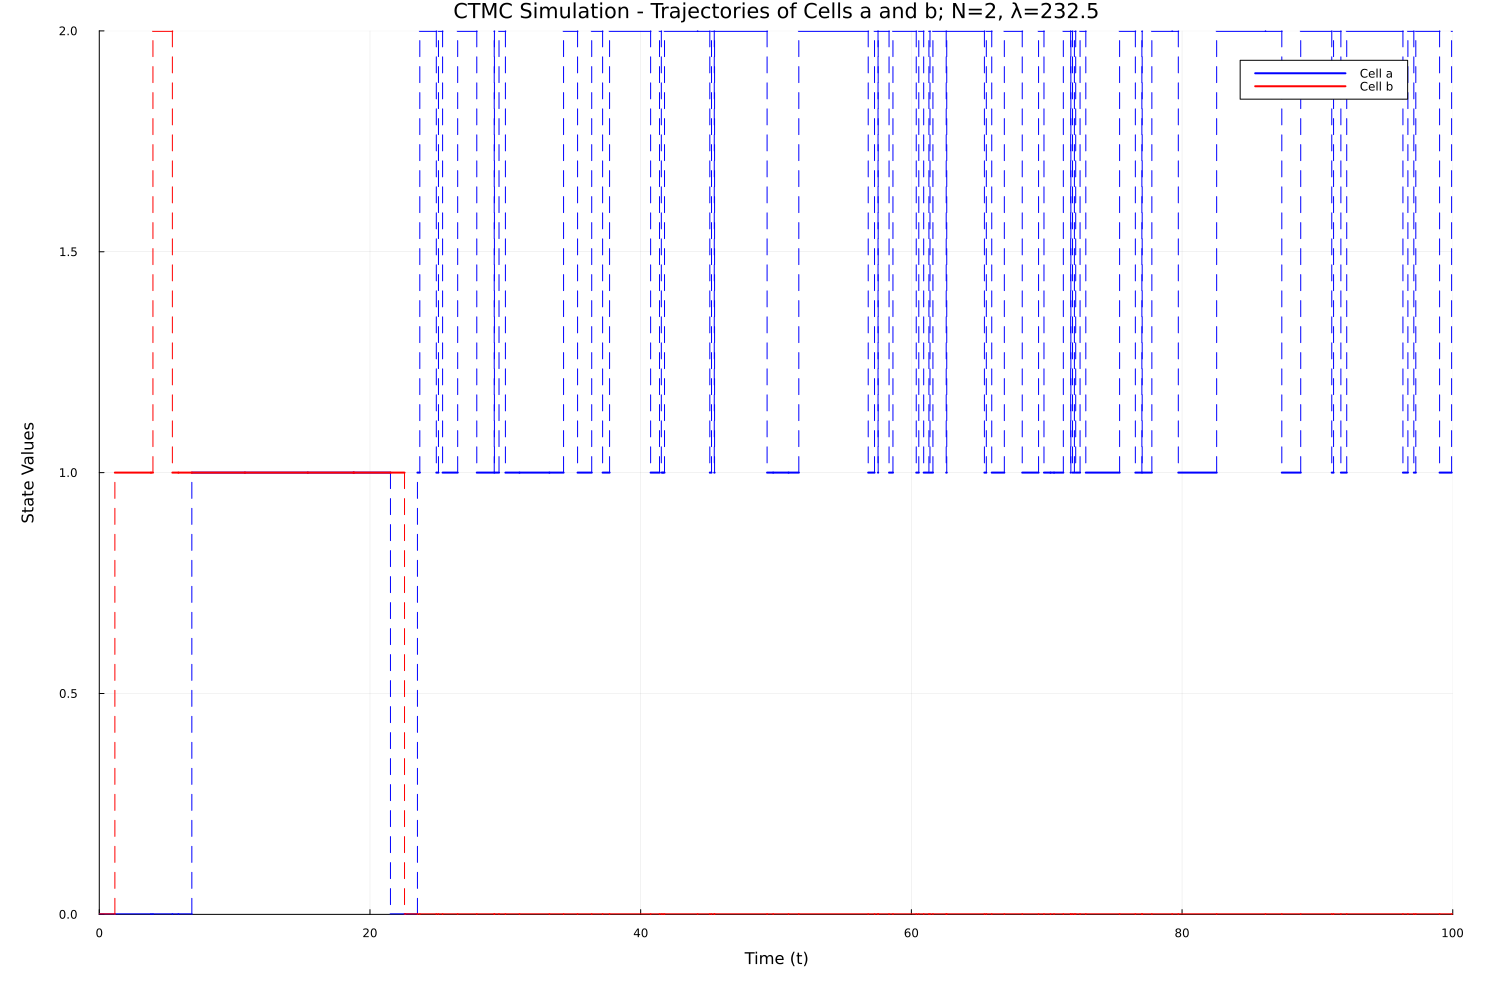 CTMC Simulation - Trajectories of Cells a and b; N=2, λ=232.5
2.0
Cell a
Cell b
1.5
1.0
State Values
0.5
0.0
0 20 40 60 80 100
Time (t)